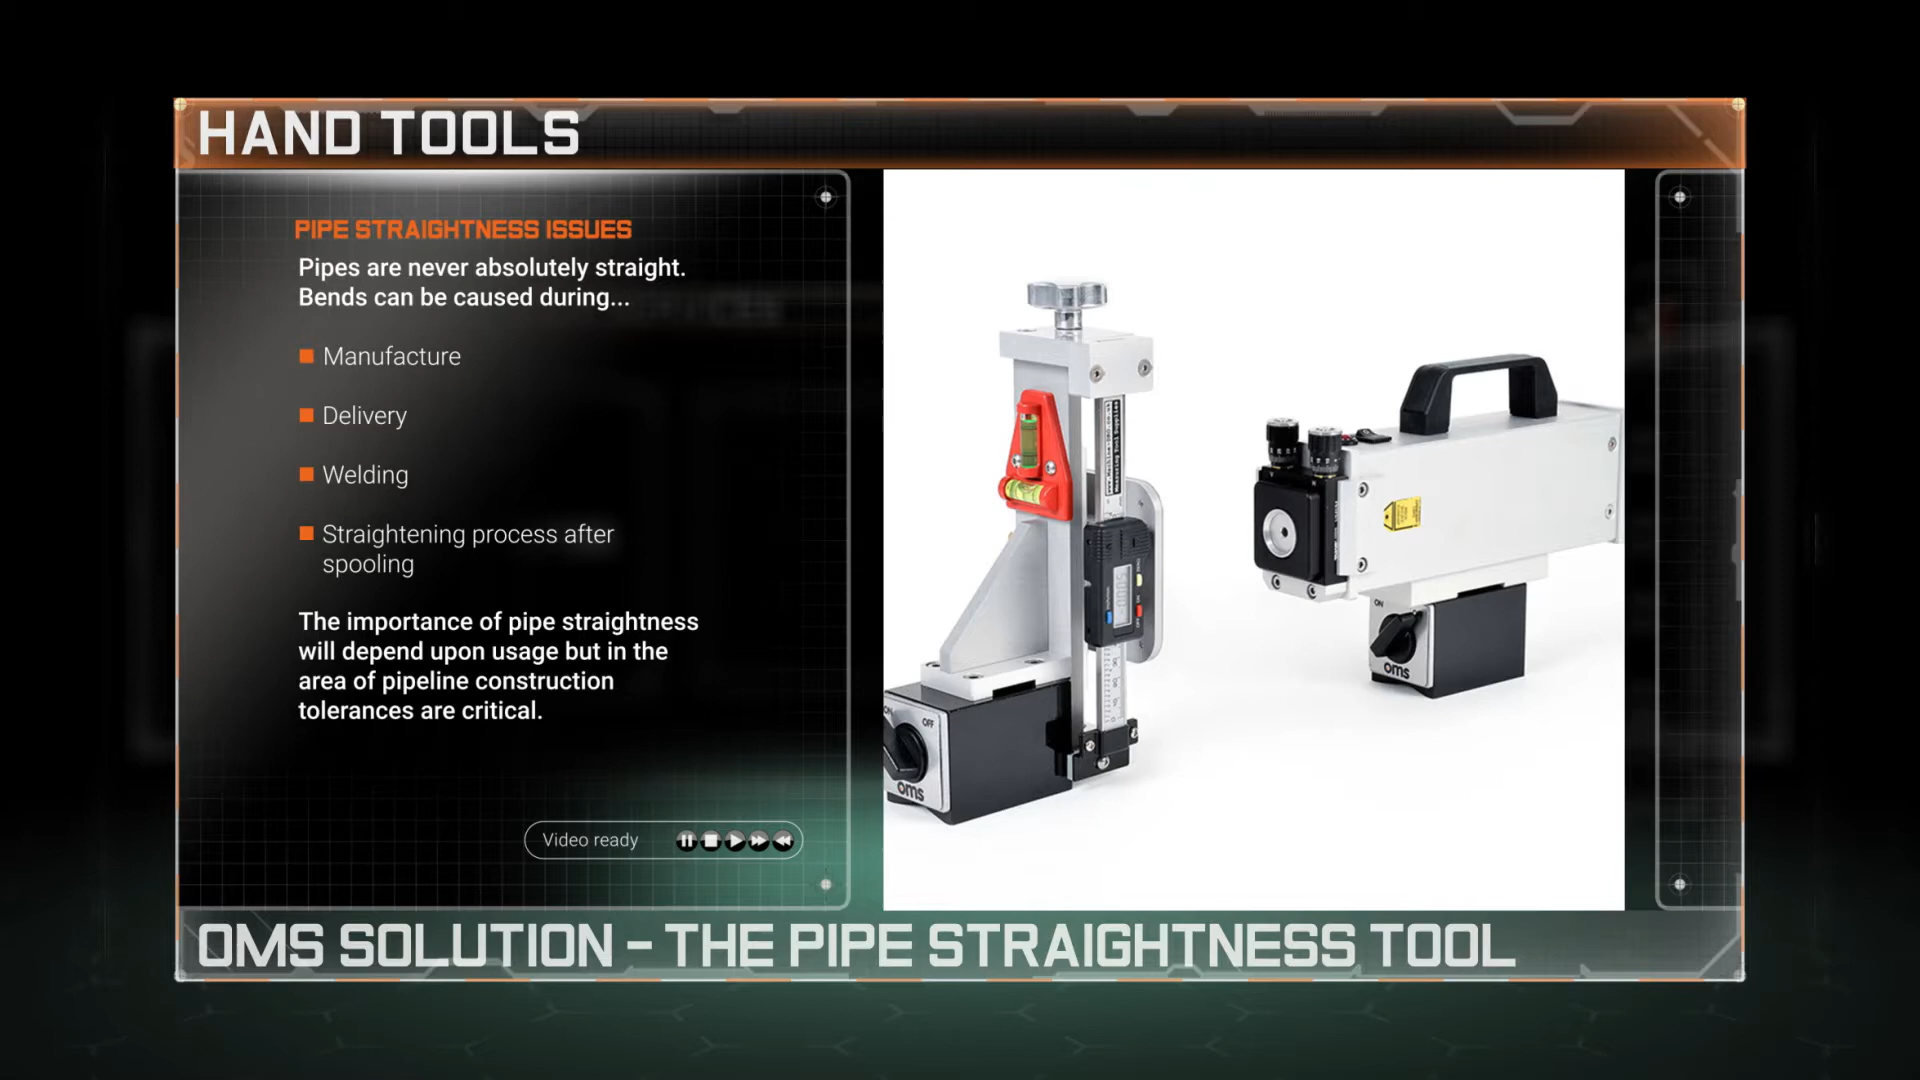 HAND TOOLS
PIPE STRAIGHTNESS ISSUES
Pipes are never absolutely straight.
Bends can be caused during...
Manufacture
Delivery
Welding
Straightening process after
spooling
The importance of pipe straightness
will depend upon usage but in the
area of pipeline construction
tolerances are critical.
Video ready
ON
OFF
oms
ON
oms
OMS SOLUTION - THE PIPE STRAIGHTNESS TOOL